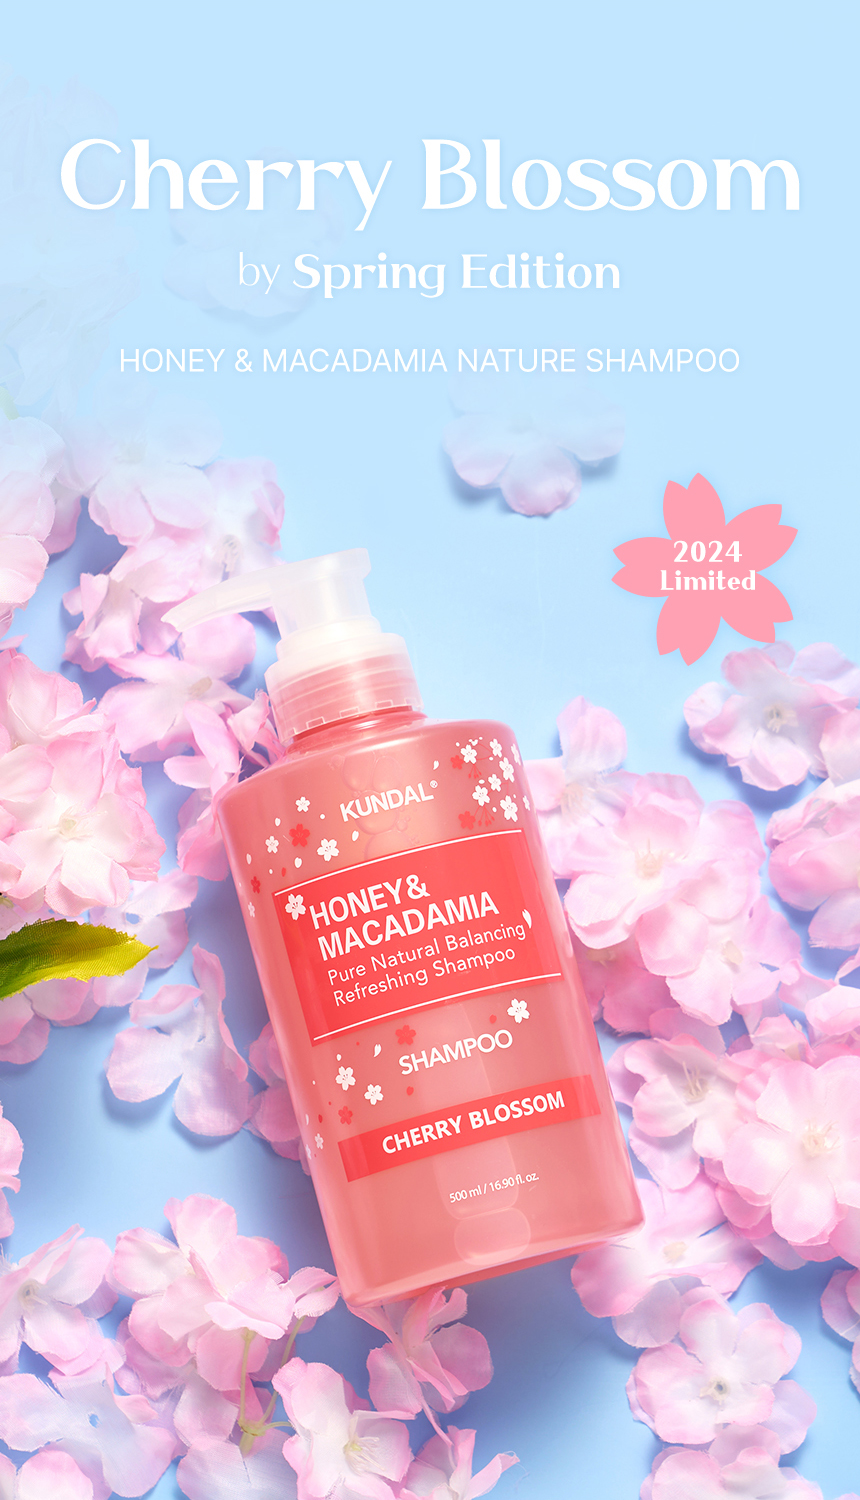 Cherry Blossom
by Spring Edition
HONEY & MACADAMIA NATURE SHAMPOO
2024
Limited
KUNDAL®
HONEY&
MACADAMIA
Pure Natural Balancing
Refreshing Shampoo
SHAMPOO
CHERRY BLOSSOM
500 ml / 16.90 fl. oz.